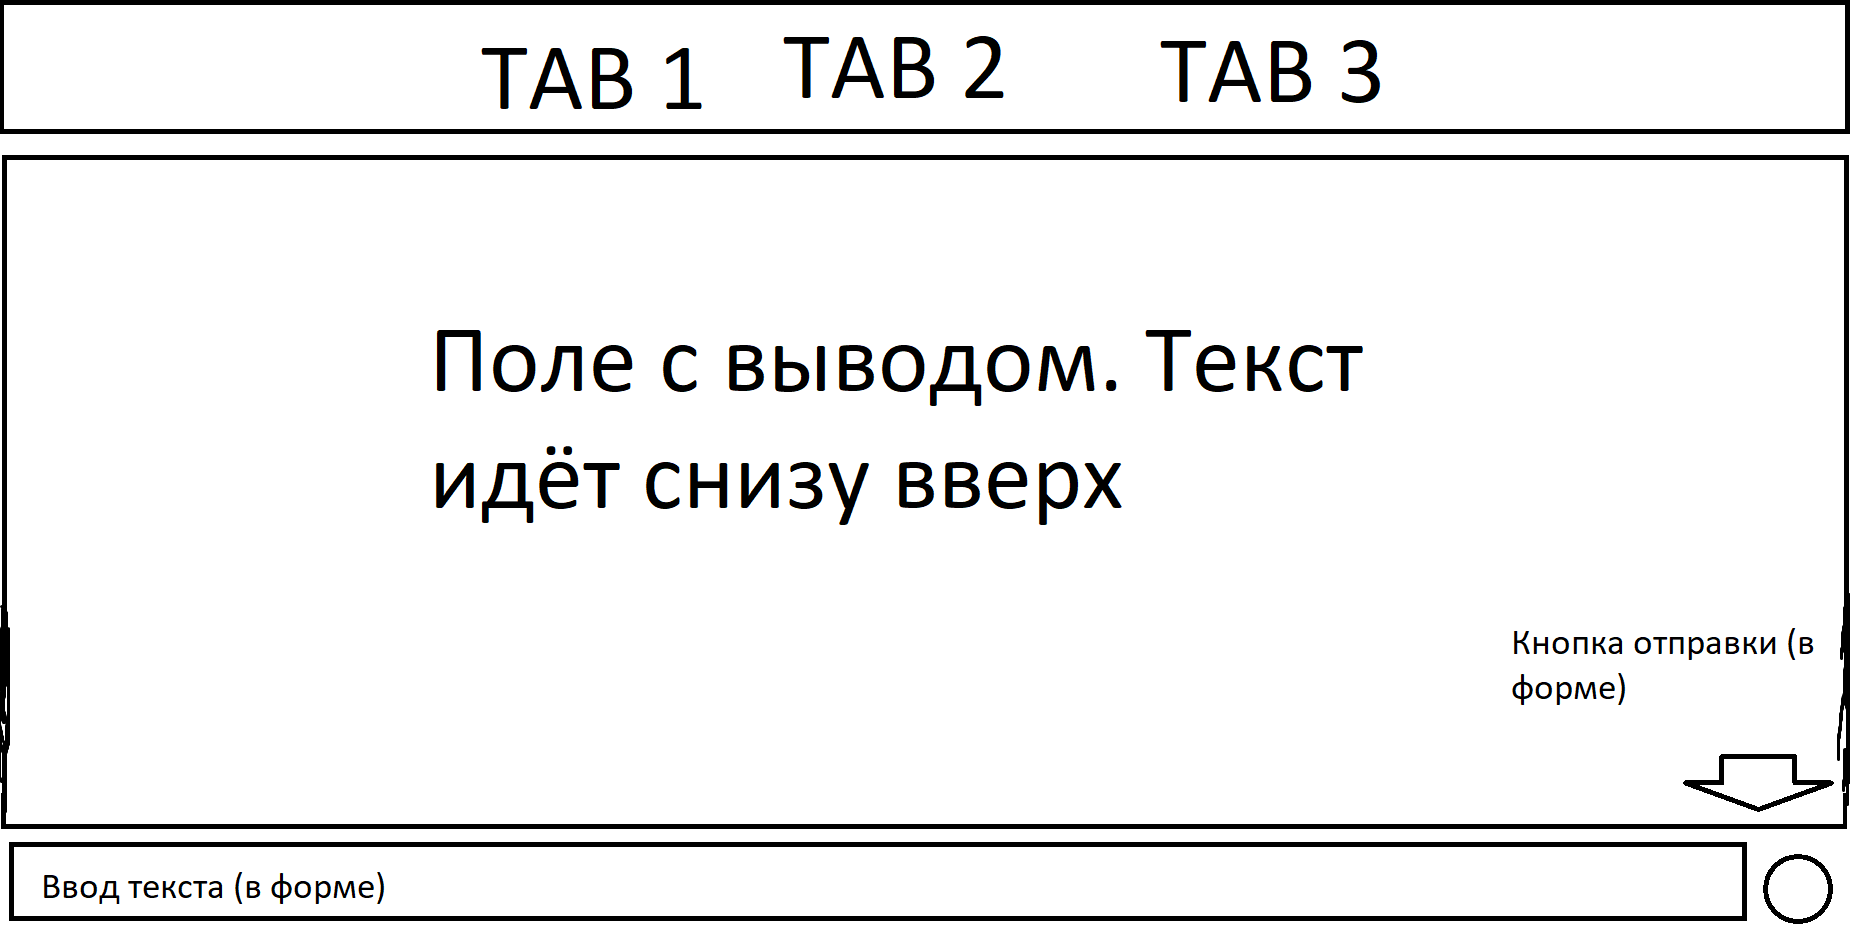 TAB 1 TAB 2 TAB 3
Поле с выводом. Текст
идёт снизу вверх
Кнопка отправки (в
форме)
Ввод текста (в форме)